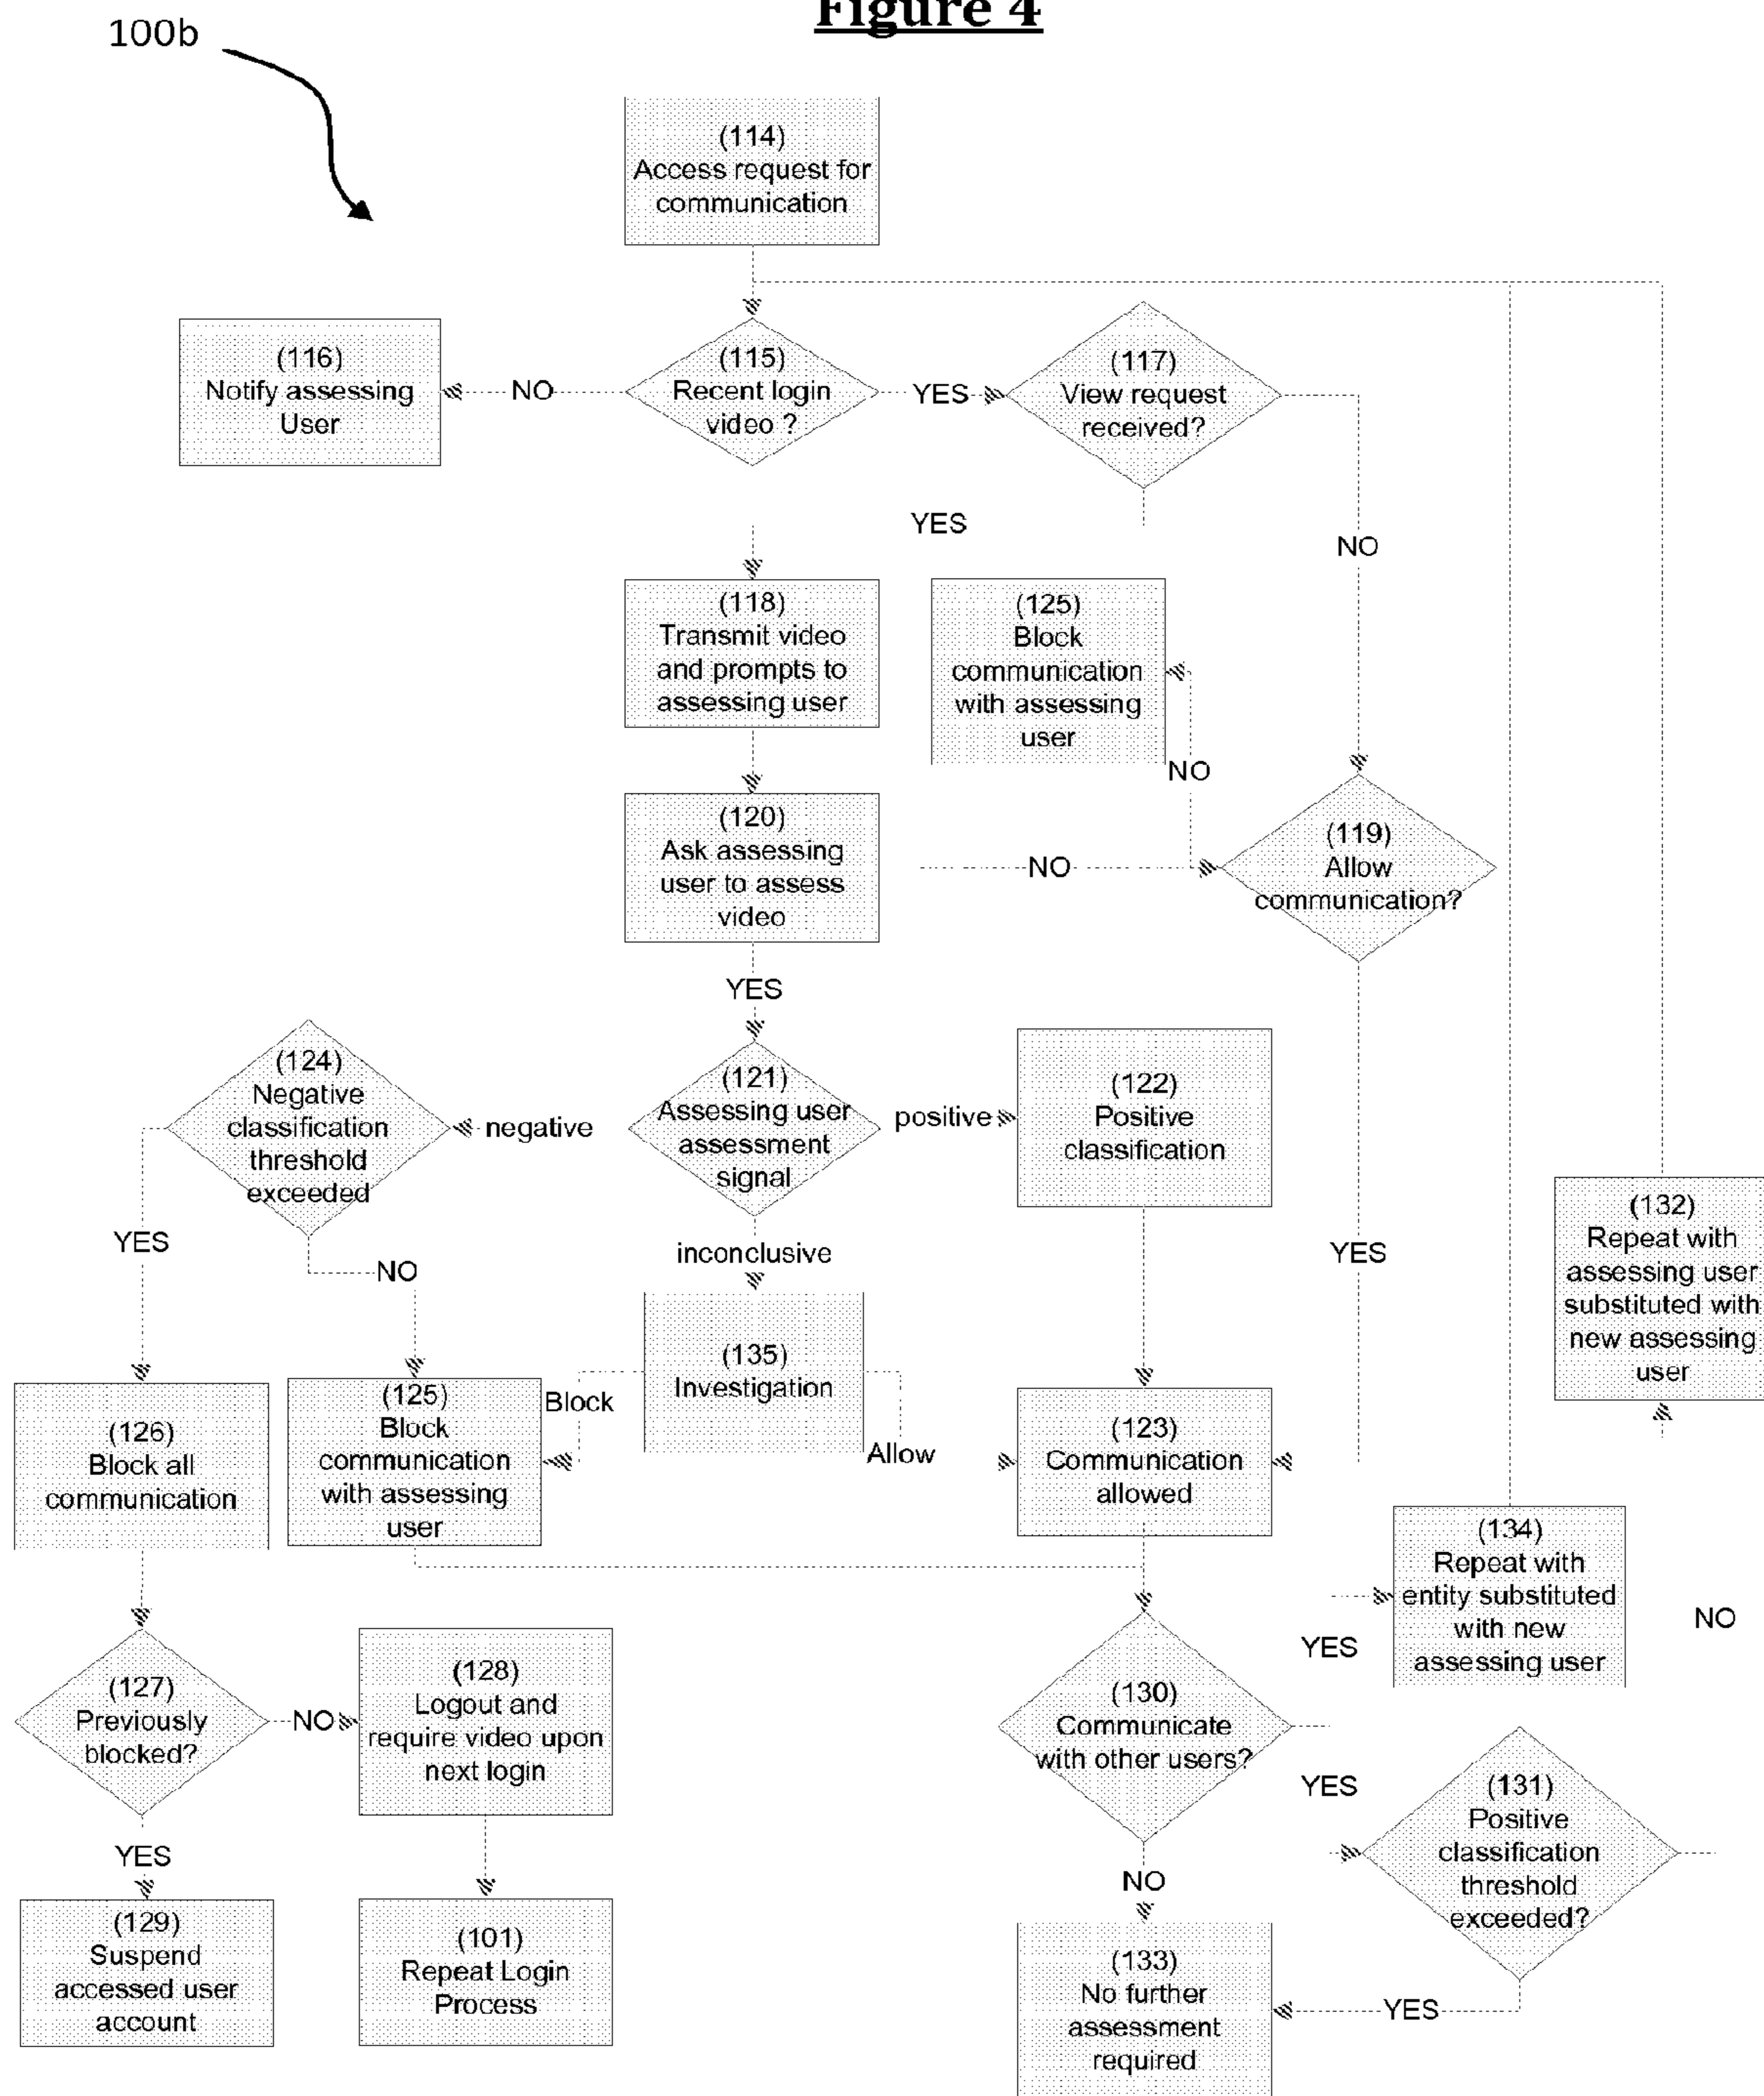 Figure 4
100b
(114)
Access request for
communication
(116)
Notify assessing
User
NO
(115)
Recent login
video ?
YES
(117)
View request
received?
YES
NO
(118)
Transmit video
and prompts to
assessing user
(125)
Block
communication
with assessing
user
NO
(120)
Ask assessing
user to assess
video
NO
(119)
Allow
communication?
YES
(124)
Negative
classification
threshold
exceeded
negative
(121)
Assessing user
assessment
signal
positive
(122)
Positive
classification
YES
NO
inconclusive
YES
(132)
Repeat with
assessing user
substituted with
new assessing
user
(126)
Block all
communication
(125)
Block
communication
with assessing
user
Block
(135)
Investigation
Allow
(123)
Communication
allowed
(134)
Repeat with
entity substituted
with new
assessing user
NO
YES
(127)
Previously
blocked?
NO
(128)
Logout and
require video upon
next login
(130)
Communicate
with other users?
YES
(131)
Positive
classification
threshold
exceeded?
YES
NO
(129)
Suspend
accessed user
account
(101)
Repeat Login
Process
(133)
No further
assessment
required
YES